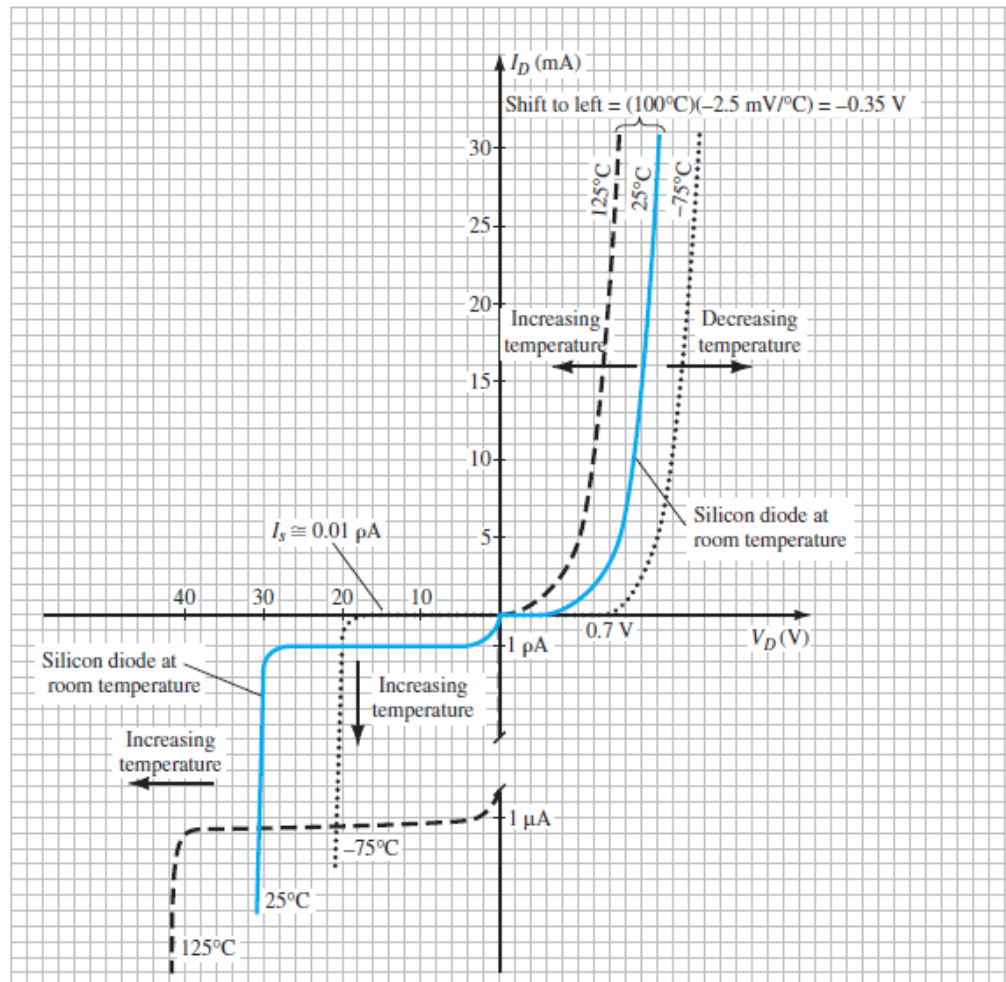 I_D (mA)
Shift to left = (100°C)(–2.5 mV/°C) = –0.35 V
30
125°C
25°C
–75°C
25
20
Increasing
temperature
Decreasing
temperature
15
10
Silicon diode at
room temperature
I_s ≅ 0.01 ρA
5
40
30
20
10
0.7 V
V_D (V)
1 ρA
Silicon diode at
room temperature
Increasing
temperature
Increasing
temperature
1 μA
–75°C
25°C
125°C